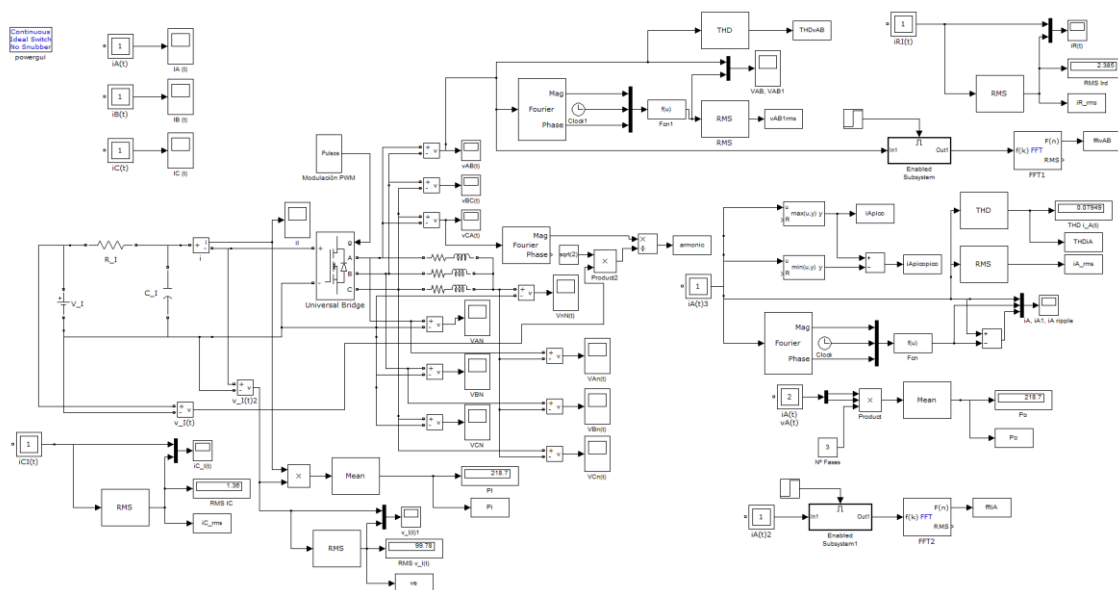 Continuous
Ideal Switch
No Snubber
powergui
1
iA(t)
IA (t)
1
iB(t)
IB (t)
1
iC(t)
IC (t)
THD
THDvAB
Mag
Fourier
Phase
Clock1
f(u)
Fcn1
VAB, VAB1
RMS
RMS
vAB1rms
1
iRI(t)
iR(t)
2.385
RMS Ird
RMS
iR_rms
In1
Out1
Enabled
Subsystem
f(k) FFT
F(n)
RMS
FFT1
fftvAB
Pulsos
Modulación PWM
+
-
v
vAB(t)
+
-
v
vBC(t)
+
-
v
vCA(t)
R_I
V_I
C_I
+
-
i
i
iI
g
+
-
A
B
C
Universal Bridge
Mag
Fourier
Phase
sqrt(2)
×
Product2
×
÷
armonic
+
-
v
VnN(t)
+
-
v
VAN
+
-
v
VBN
+
-
v
VCN
+
-
v
VAn(t)
+
-
v
VBn(t)
+
-
v
VCn(t)
+
-
v
v_I(t)2
+
-
v
v_I(t)
1
iCI(t)
iC_I(t)
RMS
1.36
RMS IC
iC_rms
×
Mean
218.7
PI
PI
RMS
v_I(t)1
99.78
RMS v_I(t)
1
iA(t)3
u
R
max(u,y)
y
iApico
u
R
min(u,y)
y
+
−
iApicopico
THD
0.07949
THD i_A(t)
THDiA
RMS
iA_rms
Mag
Fourier
Phase
Clock
f(u)
Fcn
+
−
iA, iA1, iA ripple
2
iA(t)
vA(t)
×
Product
3
Nº Fases
Mean
218.7
Po
Po
1
iA(t)2
In1
Out1
Enabled
Subsystem1
f(k) FFT
F(n)
RMS
FFT2
fftiA